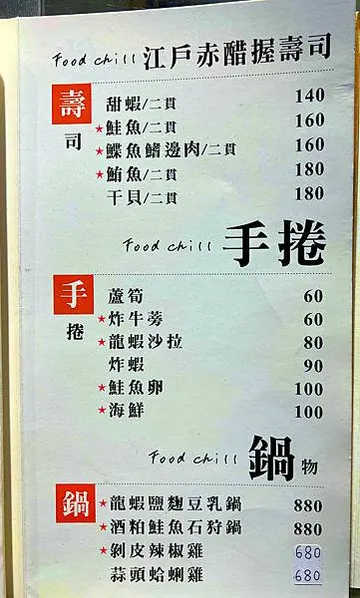 Food chill 江戶赤醋握壽司
壽司
甜蝦/二貫 140
★鮭魚/二貫 160
★鰈魚鰭邊肉/二貫 160
★鮪魚/二貫 180
干貝/二貫 180
Food chill 手捲
手捲
蘆筍 60
★炸牛蒡 60
★龍蝦沙拉 80
炸蝦 90
★鮭魚卵 100
★海鮮 100
Food chill 鍋物
鍋
★龍蝦鹽麴豆乳鍋 880
★酒粕鮭魚石狩鍋 880
★剝皮辣椒雞 680
蒜頭蛤蜊雞 680